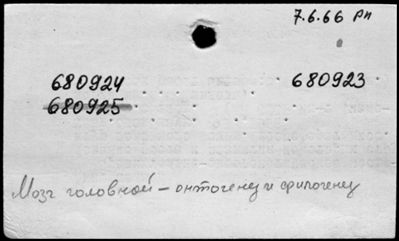 7.6.66 рп
680924 680923
680925
Мозг головной – онтогенез и филогенез